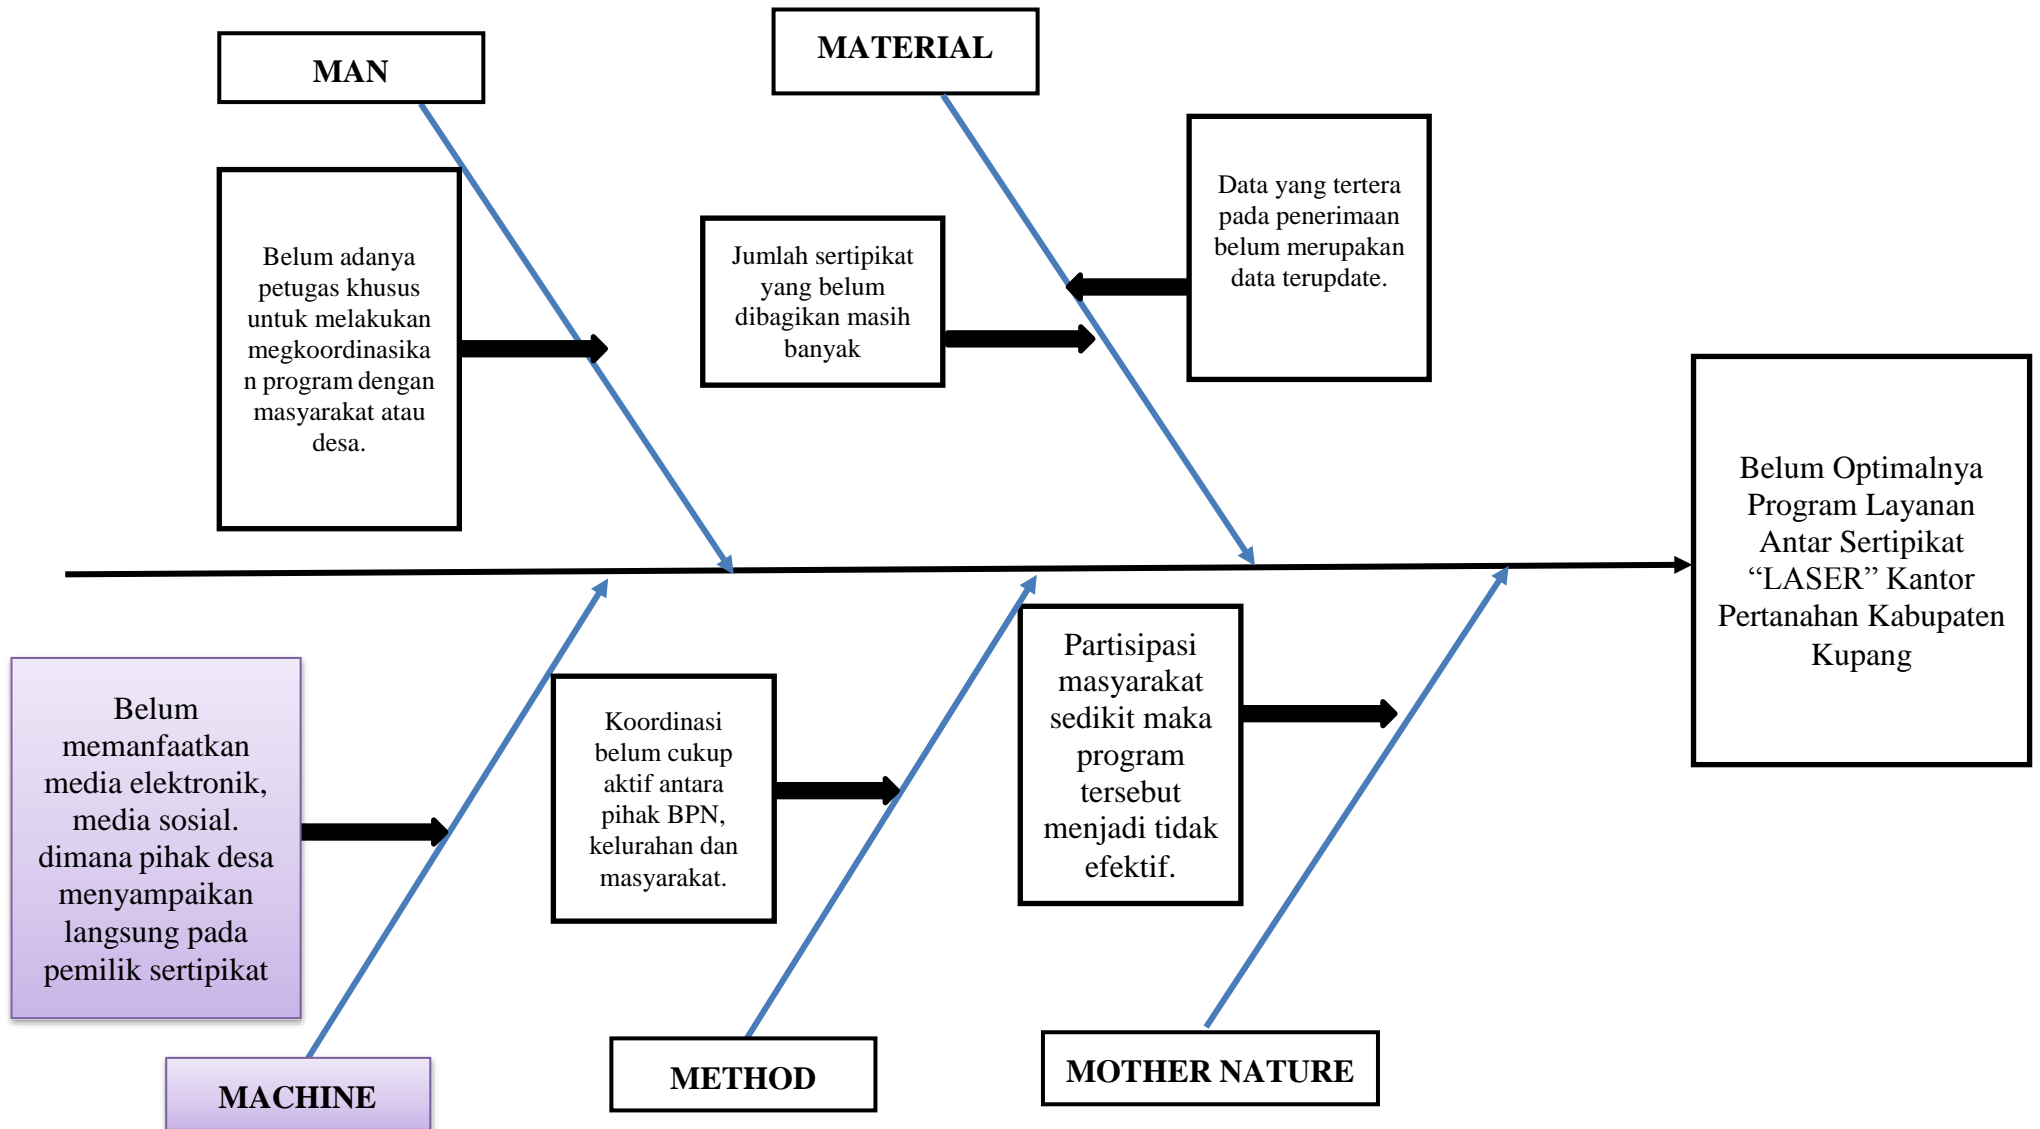 MAN
MATERIAL
Belum adanya
petugas khusus
untuk melakukan
megkoordinasika
n program dengan
masyarakat atau
desa.
Jumlah sertipikat
yang belum
dibagikan masih
banyak
Data yang tertera
pada penerimaan
belum merupakan
data terupdate.
Belum Optimalnya
Program Layanan
Antar Sertipikat
“LASER” Kantor
Pertanahan Kabupaten
Kupang
Belum
memanfaatkan
media elektronik,
media sosial.
dimana pihak desa
menyampaikan
langsung pada
pemilik sertipikat
Koordinasi
belum cukup
aktif antara
pihak BPN,
kelurahan dan
masyarakat.
Partisipasi
masyarakat
sedikit maka
program
tersebut
menjadi tidak
efektif.
MACHINE
METHOD
MOTHER NATURE